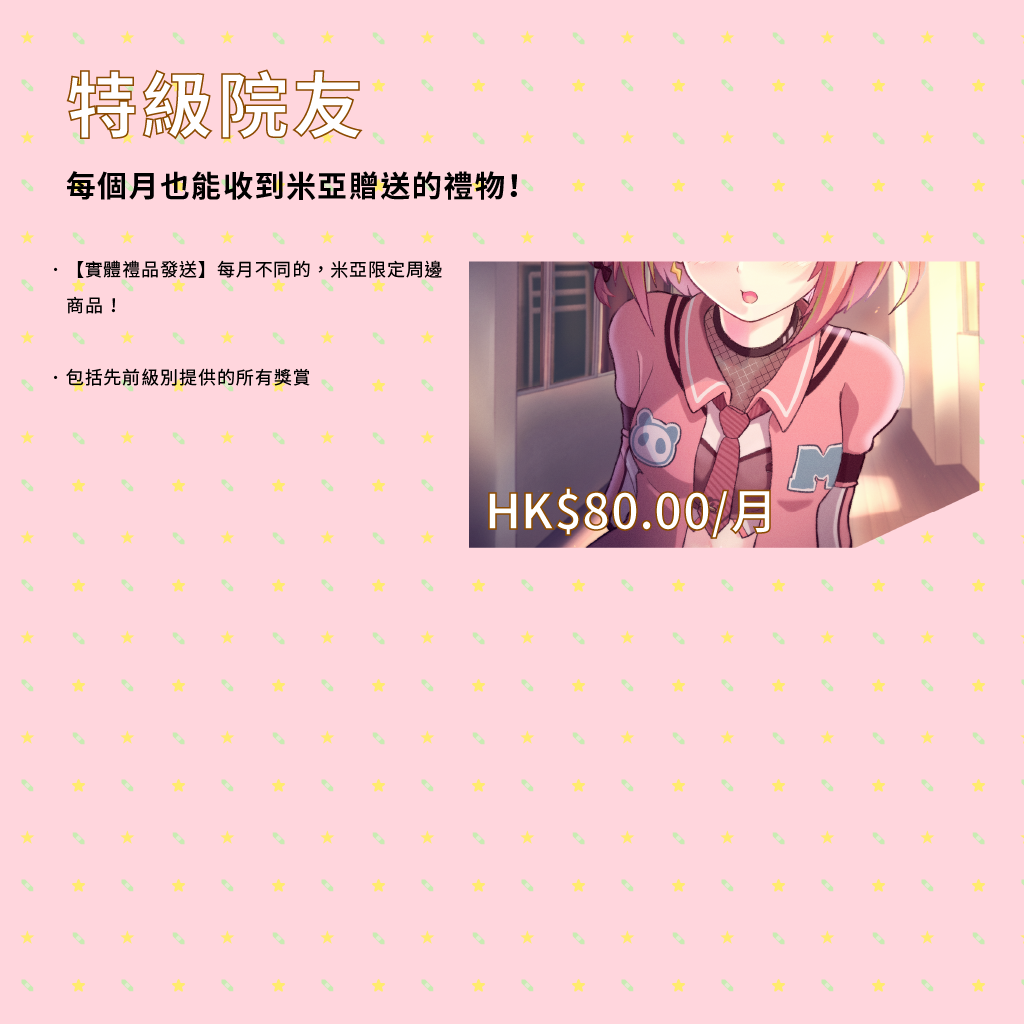 特級院友
每個月也能收到米亞贈送的禮物！
·【實體禮品發送】每月不同的，米亞限定周邊
商品！
·包括先前級別提供的所有獎賞
M
HK$80.00/月